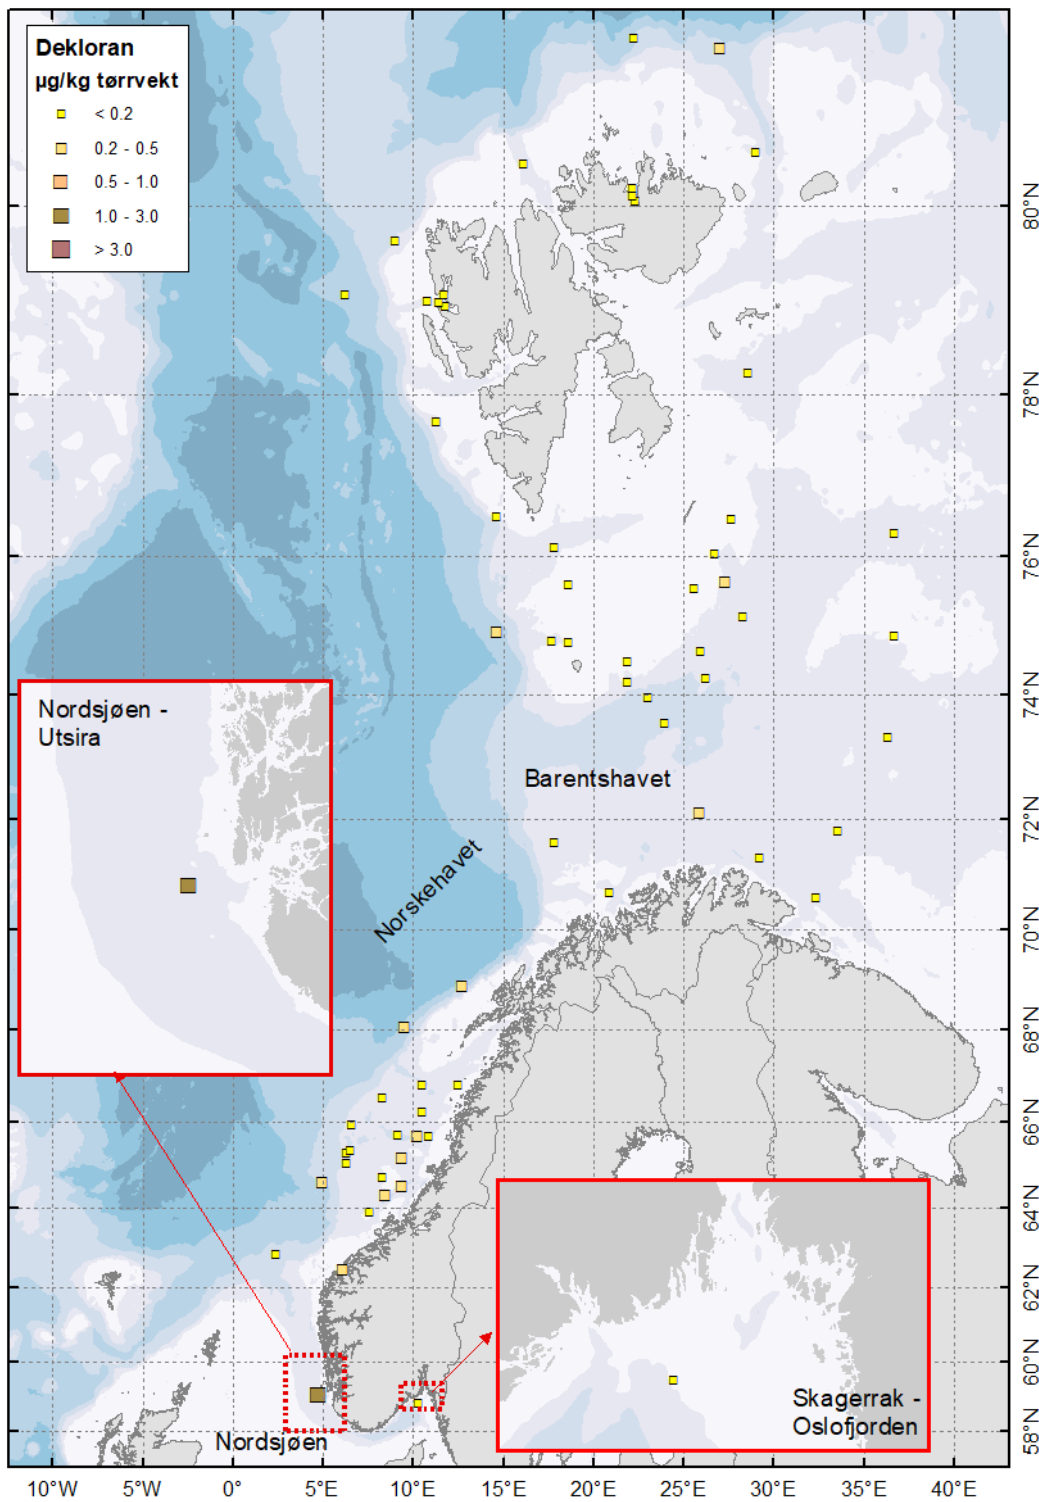 Dekloran
µg/kg tørrvekt
< 0.2
0.2 - 0.5
0.5 - 1.0
1.0 - 3.0
> 3.0
80°N
78°N
76°N
74°N
72°N
70°N
68°N
66°N
64°N
62°N
60°N
58°N
Nordsjøen -
Utsira
Barentshavet
Norskehavet
Skagerrak -
Oslofjorden
Nordsjøen
10°W
5°W
0°
5°E
10°E
15°E
20°E
25°E
30°E
35°E
40°E